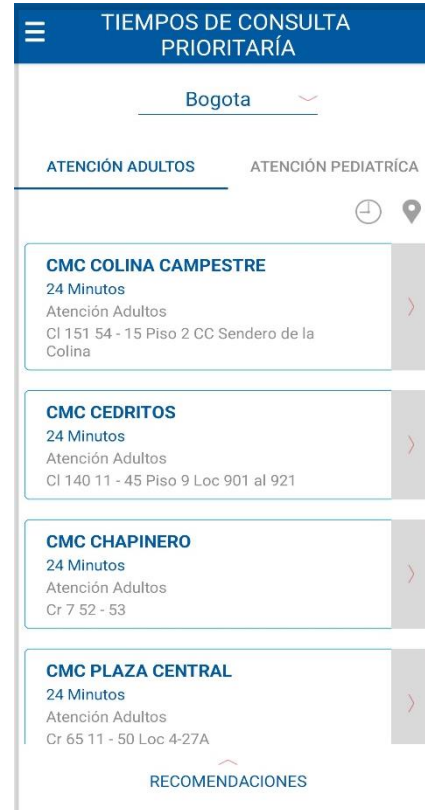 TIEMPOS DE CONSULTA
PRIORITARÍA
Bogota
ATENCIÓN ADULTOS
ATENCIÓN PEDIATRÍCA
CMC COLINA CAMPESTRE
24 Minutos
Atención Adultos
Cl 151 54 - 15 Piso 2 CC Sendero de la
Colina
CMC CEDRITOS
24 Minutos
Atención Adultos
Cl 140 11 - 45 Piso 9 Loc 901 al 921
CMC CHAPINERO
24 Minutos
Atención Adultos
Cr 7 52 - 53
CMC PLAZA CENTRAL
24 Minutos
Atención Adultos
Cr 65 11 - 50 Loc 4-27A
RECOMENDACIONES